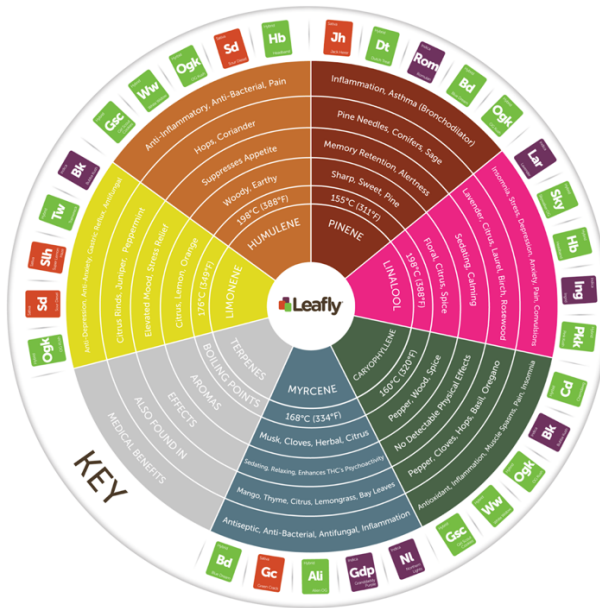 Leafly
KEY
TERPENES
BOILING POINTS
AROMAS
EFFECTS
ALSO FOUND IN
MEDICAL BENEFITS
LIMONENE
176°C (349°F)
Citrus, Lemon, Orange
Elevated Mood, Stress Relief
Citrus Rinds, Juniper, Peppermint
HUMULENE
198°C (388°F)
Woody, Earthy
Suppresses Appetite
Hops, Coriander
Anti-Inflammatory, Anti-Bacterial, Pain
PINENE
155°C (311°F)
Sharp, Sweet, Pine
Memory Retention, Alertness
Pine Needles, Conifers, Sage
Inflammation, Asthma (Bronchodilator)
LINALOOL
198°C (388°F)
Floral, Citrus, Spice
Sedating, Calming
Lavender, Citrus, Laurel, Birch, Rosewood
Insomnia, Stress, Depression, Anxiety, Pain, Convulsions
CARYOPHYLLENE
160°C (320°F)
Pepper, Wood, Spice
No Detectable Physical Effects
Pepper, Cloves, Hops, Basil, Oregano
Antioxidant, Inflammation, Muscle Spasms, Pain, Insomnia
MYRCENE
168°C (334°F)
Musk, Cloves, Herbal, Citrus
Sedating, Relaxing, Enhances THC's Psychoactivity
Mango, Thyme, Citrus, Lemongrass, Bay Leaves
Antiseptic, Anti-Bacterial, Antifungal, Inflammation
Ogk
Sd
Slh
Tw
Bk
Gsc
Ww
Ogk
Sd
Hb
Jh
Dt
Rom
Bd
Ogk
Lar
Sky
Hb
Ing
Pkk
Cd
Bk
Ogk
Ww
Gsc
Nl
Gdp
Ali
Gc
Bd